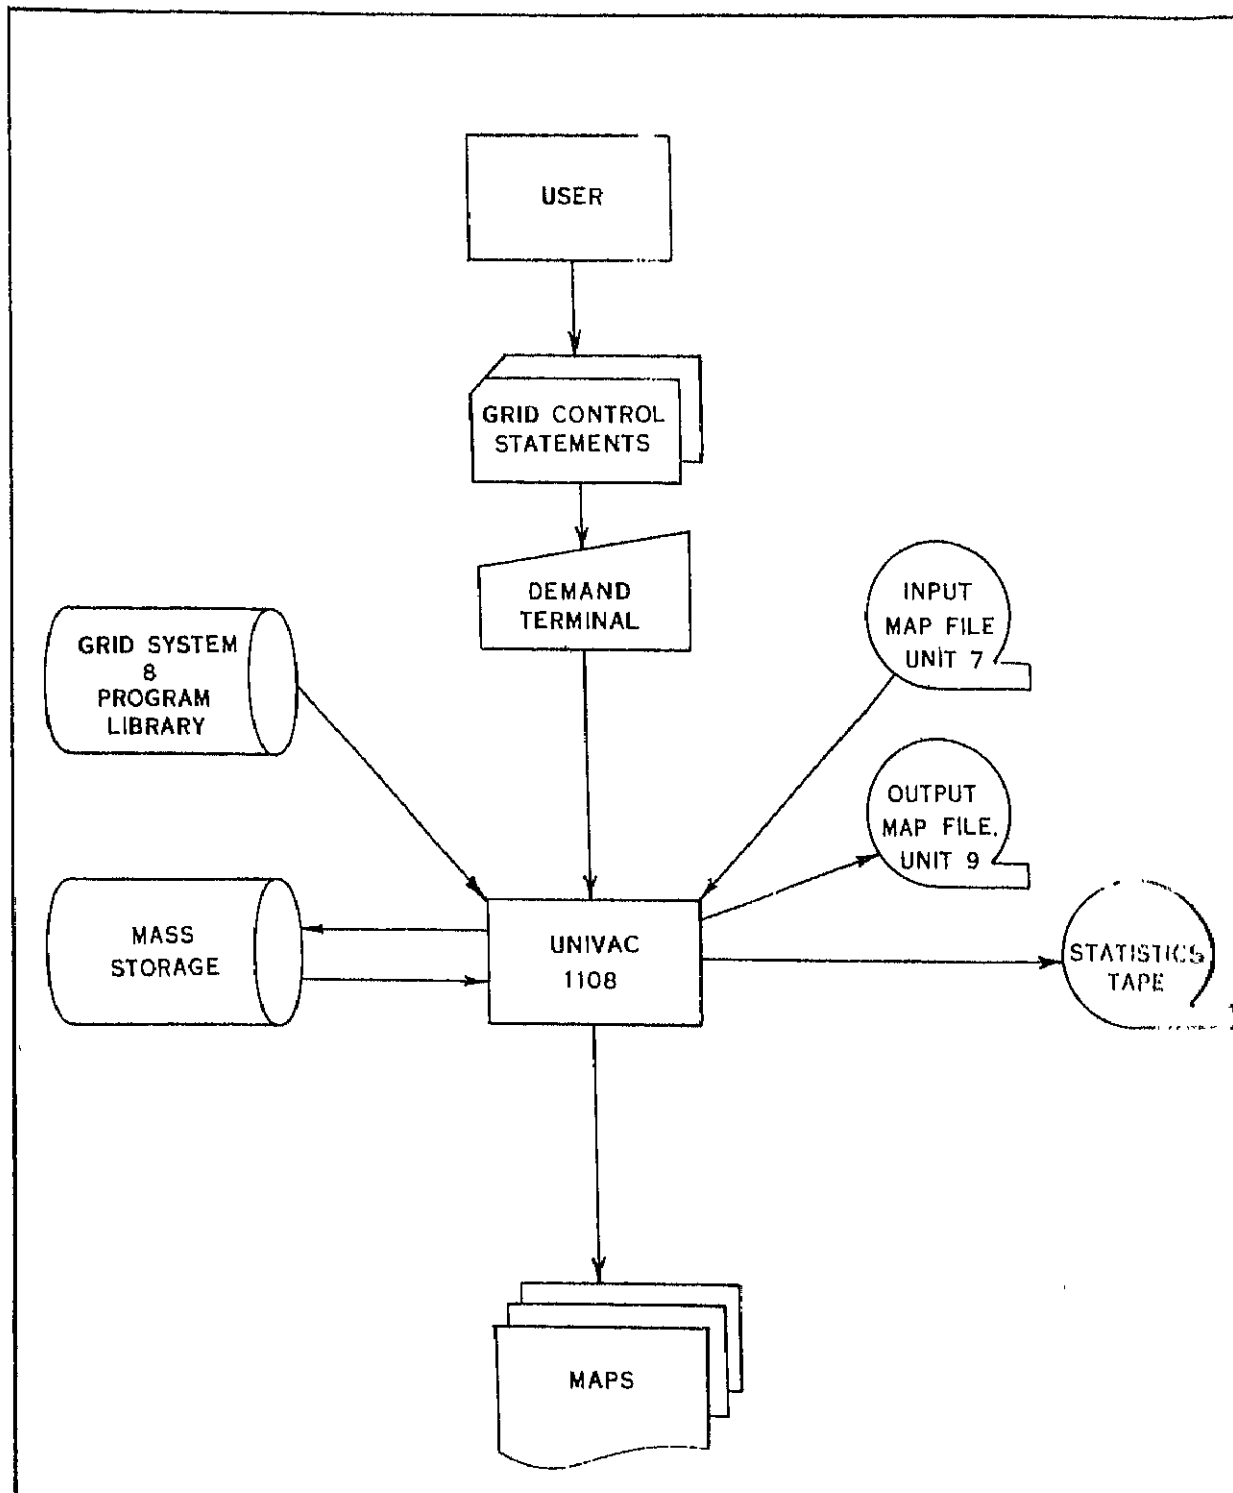 USER
GRID CONTROL
STATEMENTS
DEMAND
TERMINAL
INPUT
MAP FILE
UNIT 7
GRID SYSTEM
8
PROGRAM
LIBRARY
OUTPUT
MAP FILE.
UNIT 9
MASS
STORAGE
UNIVAC
1108
STATISTICS
TAPE
MAPS